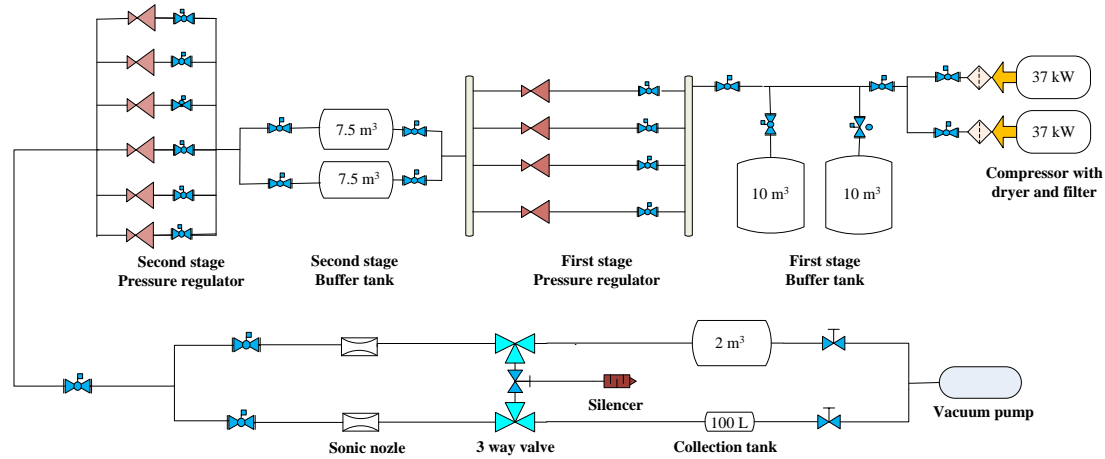 37 kW
37 kW
Compressor with
dryer and filter
7.5 m³
7.5 m³
10 m³
10 m³
Second stage
Pressure regulator
Second stage
Buffer tank
First stage
Pressure regulator
First stage
Buffer tank
2 m³
Silencer
100 L
Vacuum pump
Sonic nozle
3 way valve
Collection tank